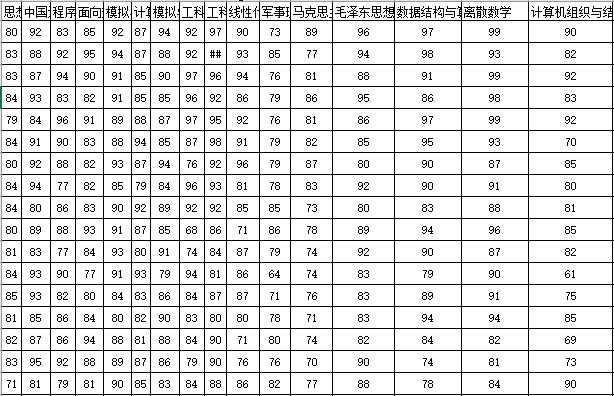 思想 中国近 程序 面向 模拟 计算 模拟 工科 工科 线性代 军事理 马克思主 毛泽东思想 数据结构与算 离散数学 计算机组织与结
80 92 83 85 92 87 94 92 97 90 73 89 96 97 99 90
83 88 92 95 94 87 88 92 ## 93 85 77 94 98 93 82
83 87 94 90 91 85 90 97 96 94 76 81 88 91 99 92
84 93 83 82 91 85 85 96 92 86 79 86 95 86 98 83
79 84 96 91 89 88 87 97 95 92 76 81 86 97 99 92
84 91 90 83 88 94 85 87 98 91 79 82 85 95 93 70
80 92 88 82 93 87 94 76 92 96 79 87 80 90 87 85
84 94 77 82 85 79 84 96 93 81 78 83 92 90 91 80
84 80 86 83 90 92 89 92 92 85 85 73 80 83 88 81
80 89 88 93 91 87 85 68 86 71 86 78 89 94 96 85
81 83 77 84 93 80 91 74 84 87 79 74 92 90 87 82
84 93 90 77 91 93 79 94 81 86 64 74 83 79 90 61
85 93 82 80 84 83 86 84 87 87 71 76 83 89 91 75
81 85 86 84 80 82 90 83 80 80 78 71 83 94 94 85
82 87 86 94 88 81 88 84 90 71 80 74 82 84 82 69
83 95 92 88 89 87 86 79 90 76 76 70 90 74 81 73
71 81 79 81 90 85 83 84 88 86 82 77 88 78 84 90